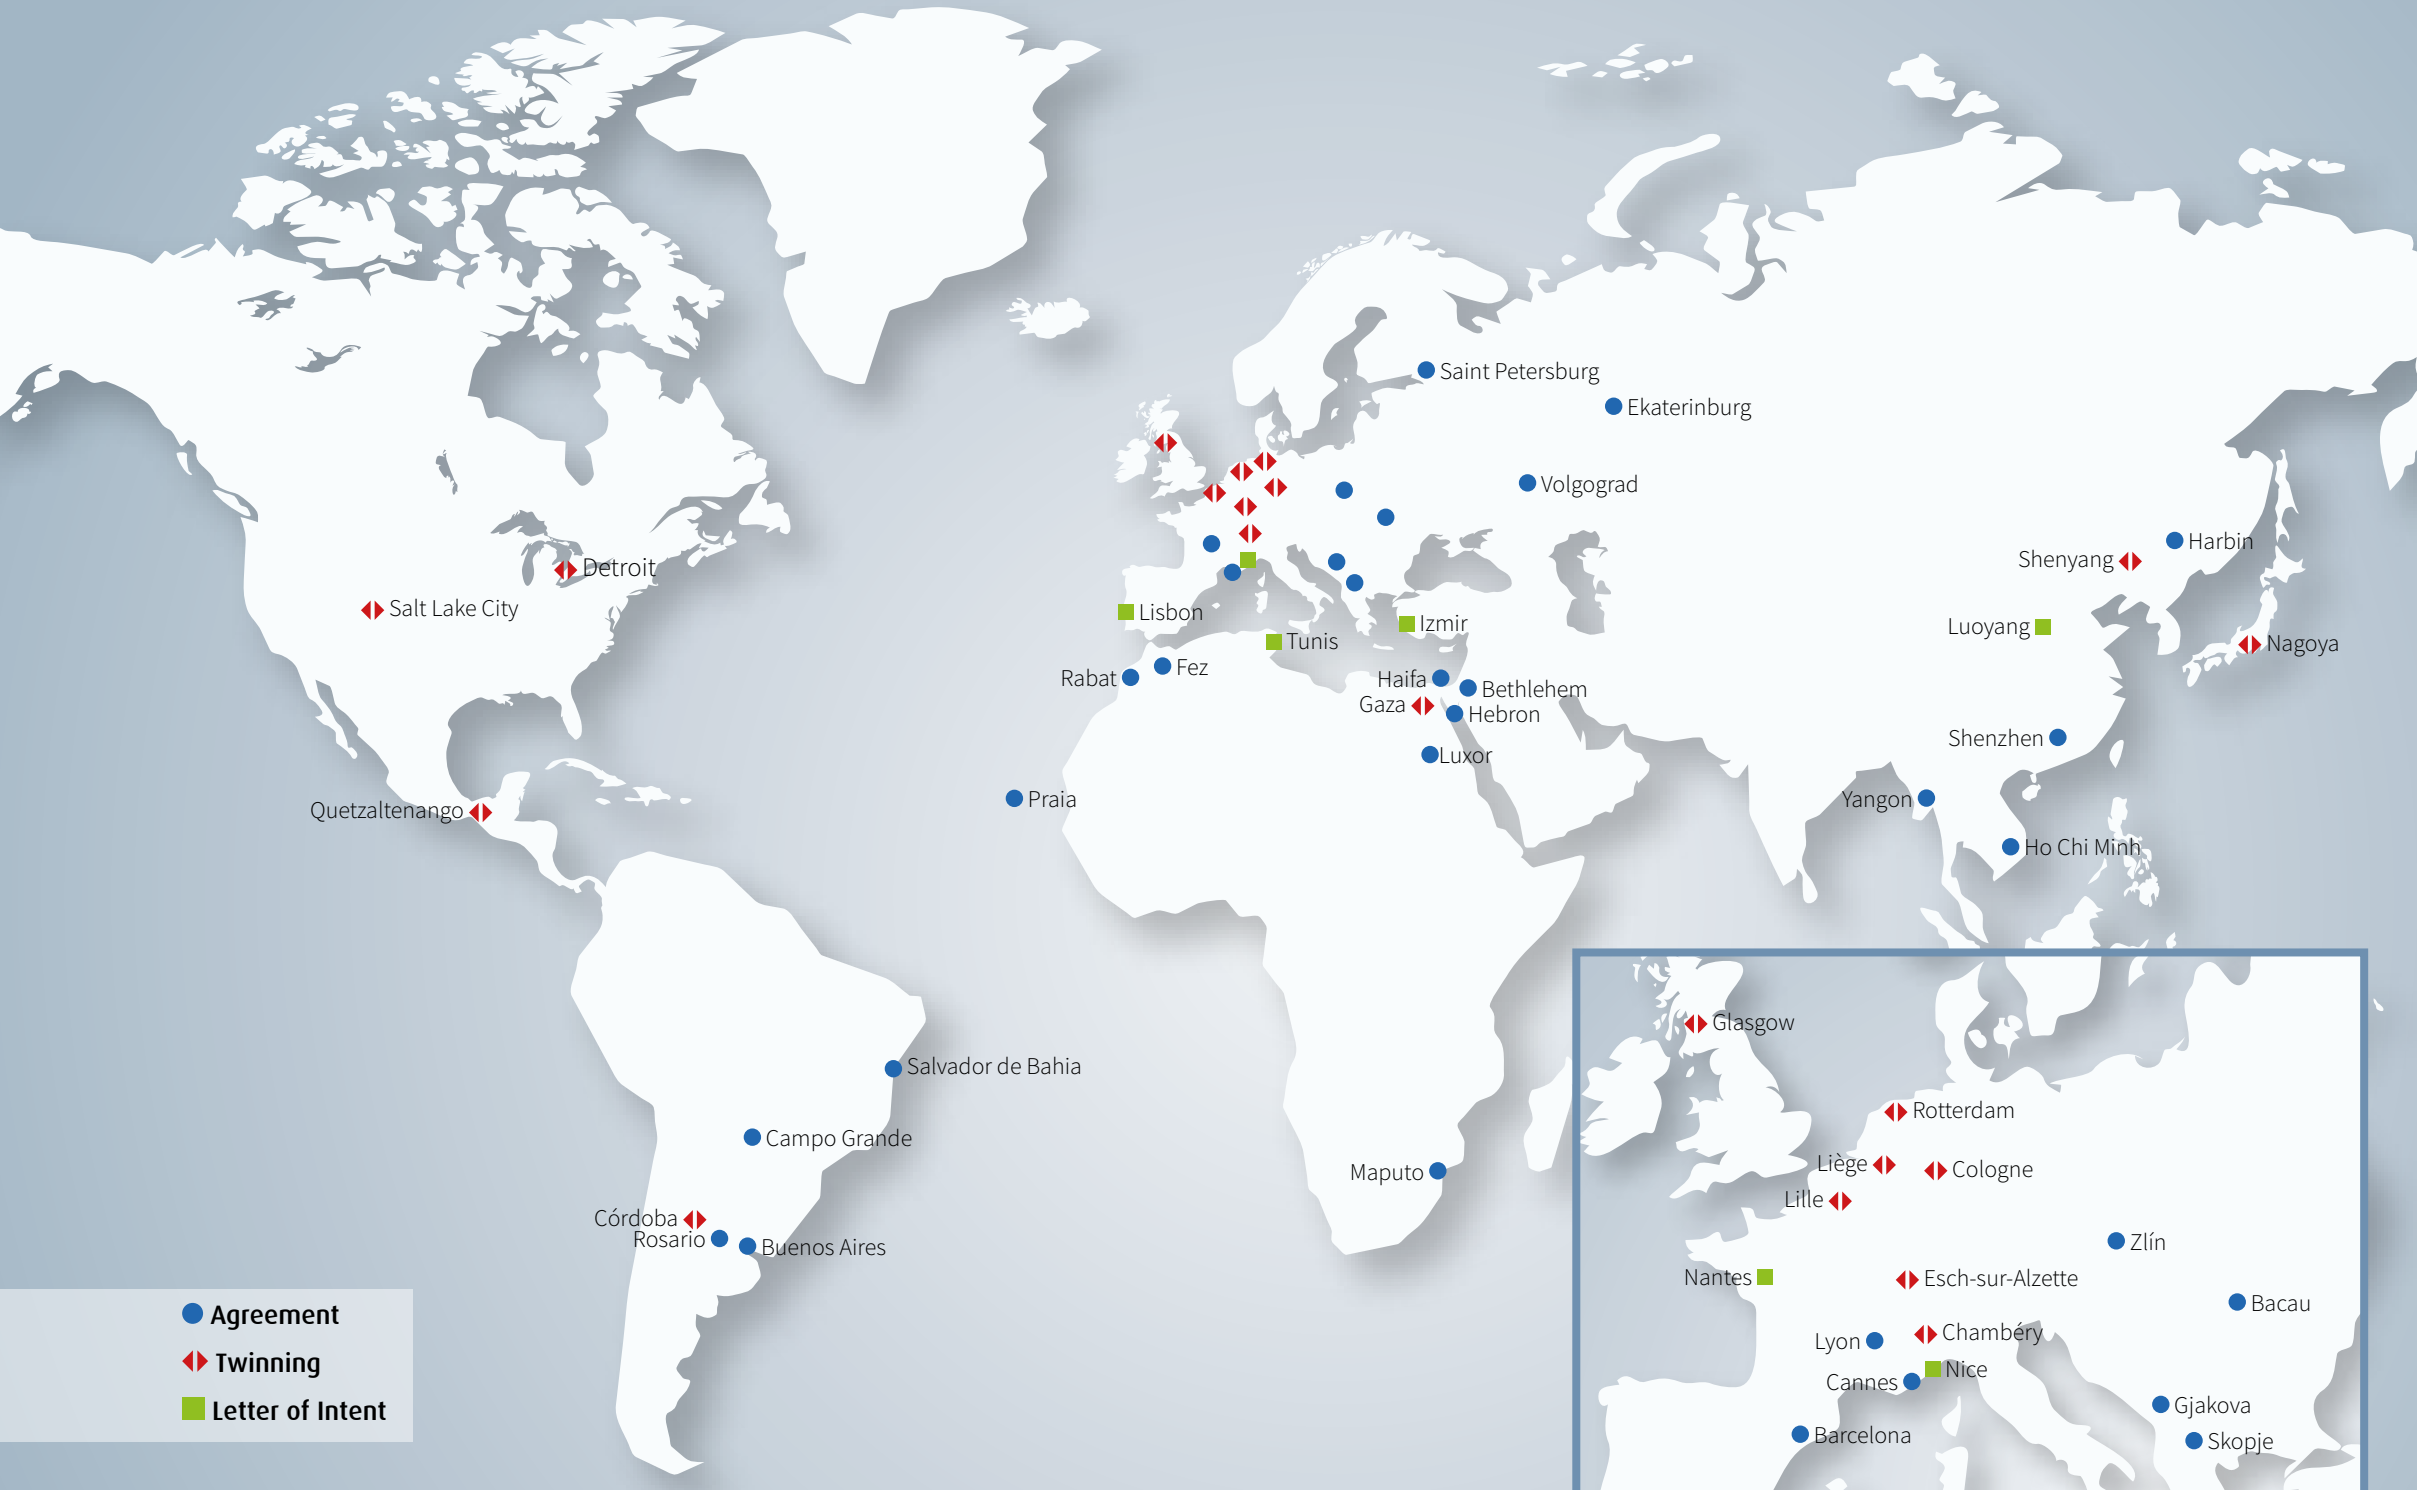 Saint Petersburg
Ekaterinburg
Volgograd
Harbin
Shenyang
Detroit
Salt Lake City
Lisbon
Izmir
Luoyang
Tunis
Nagoya
Fez
Rabat
Haifa
Bethlehem
Gaza
Hebron
Shenzhen
Luxor
Praia
Yangon
Quetzaltenango
Ho Chi Minh
Salvador de Bahia
Campo Grande
Maputo
Córdoba
Rosario
Buenos Aires
Agreement
Twinning
Letter of Intent
Glasgow
Rotterdam
Liège
Cologne
Lille
Zlín
Nantes
Esch-sur-Alzette
Bacau
Chambéry
Lyon
Nice
Cannes
Gjakova
Barcelona
Skopje